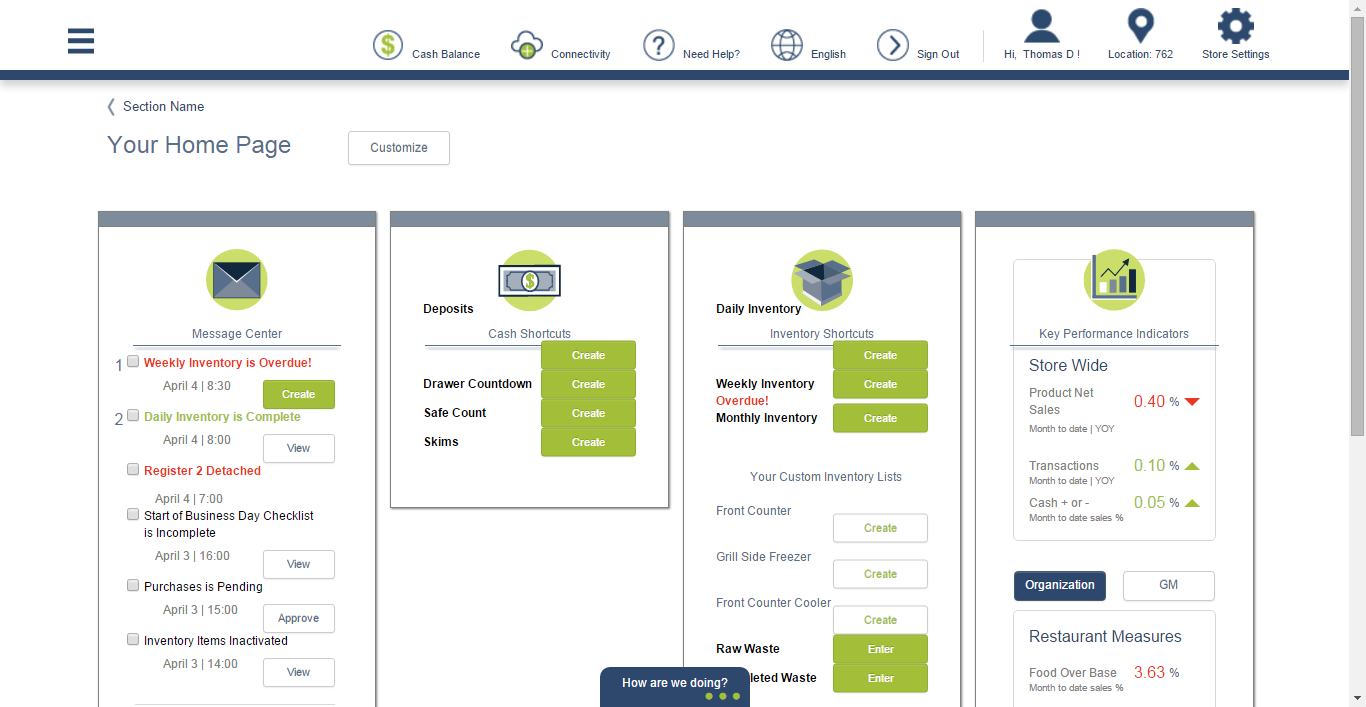 Cash Balance
Connectivity
Need Help?
English
Sign Out
Hi, Thomas D !
Location: 762
Store Settings
Section Name
Your Home Page
Customize
Message Center
1
Weekly Inventory is Overdue!
April 4 | 8:30
Create
2
Daily Inventory is Complete
April 4 | 8:00
View
Register 2 Detached
April 4 | 7:00
Start of Business Day Checklist
is Incomplete
April 3 | 16:00
View
Purchases is Pending
April 3 | 15:00
Approve
Inventory Items Inactivated
April 3 | 14:00
View
$
Deposits
Cash Shortcuts
Create
Drawer Countdown
Create
Safe Count
Create
Skims
Create
Daily Inventory
Inventory Shortcuts
Create
Weekly Inventory
Create
Overdue!
Monthly Inventory
Create
Your Custom Inventory Lists
Front Counter
Create
Grill Side Freezer
Create
Front Counter Cooler
Create
Raw Waste
Enter
leted Waste
Enter
Key Performance Indicators
Store Wide
Product Net
Sales
0.40 %
Month to date | YOY
Transactions
0.10 %
Month to date | YOY
Cash + or -
0.05 %
Month to date sales %
Organization
GM
Restaurant Measures
Food Over Base
3.63 %
Month to date sales %
How are we doing?